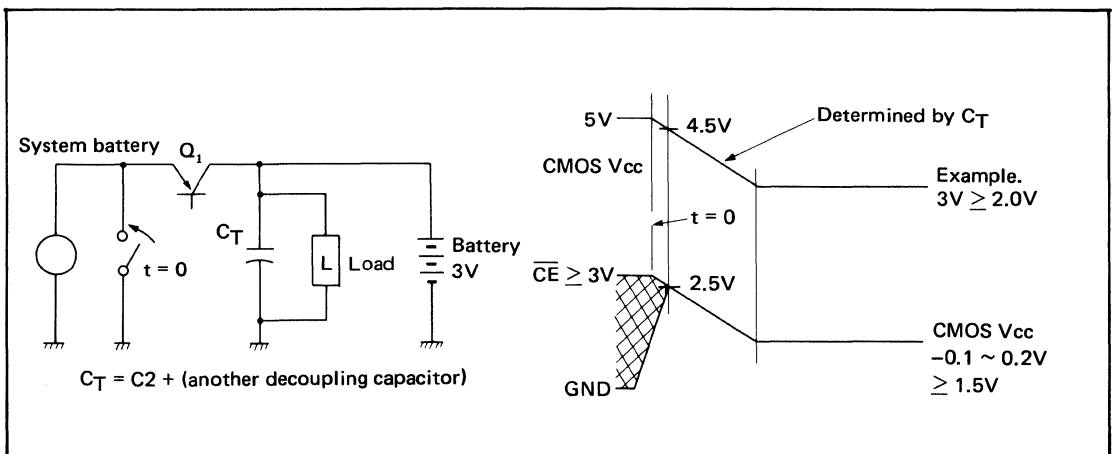 System battery
Q1
t = 0
CT
L
Load
Battery
3V
CT = C2 + (another decoupling capacitor)
5V
4.5V
Determined by CT
CMOS Vcc
Example.
3V ≥ 2.0V
t = 0
C̅E̅ ≥ 3V
2.5V
CMOS Vcc
−0.1 ~ 0.2V
≥ 1.5V
GND